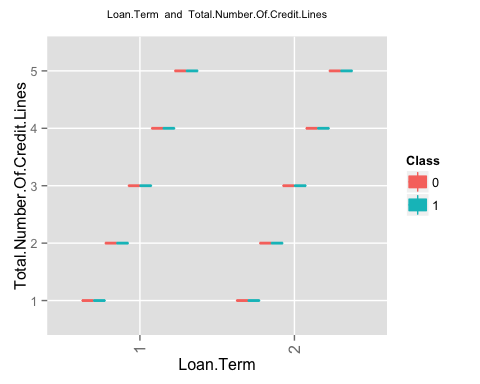 Loan.Term and Total.Number.Of.Credit.Lines
5
4
3
2
1
Total.Number.Of.Credit.Lines
1
2
Loan.Term
Class
0
1